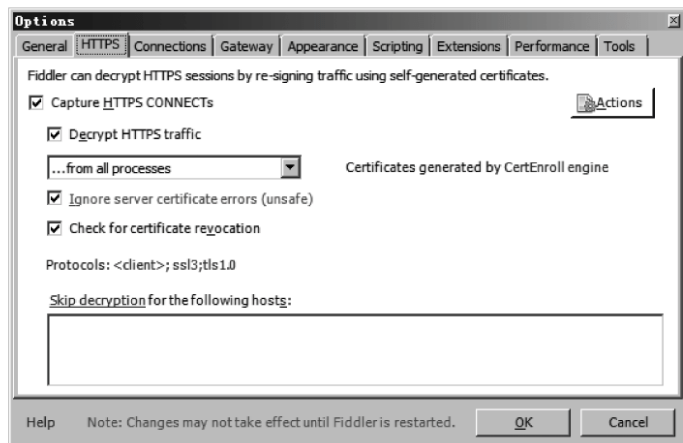 Options
General HTTPS Connections Gateway Appearance Scripting Extensions Performance Tools
Fiddler can decrypt HTTPS sessions by re-signing traffic using self-generated certificates.
Capture HTTPS CONNECTs Actions
Decrypt HTTPS traffic
...from all processes Certificates generated by CertEnroll engine
Ignore server certificate errors (unsafe)
Check for certificate revocation
Protocols: <client>; ssl3;tls1.0
Skip decryption for the following hosts:
Help Note: Changes may not take effect until Fiddler is restarted. OK Cancel